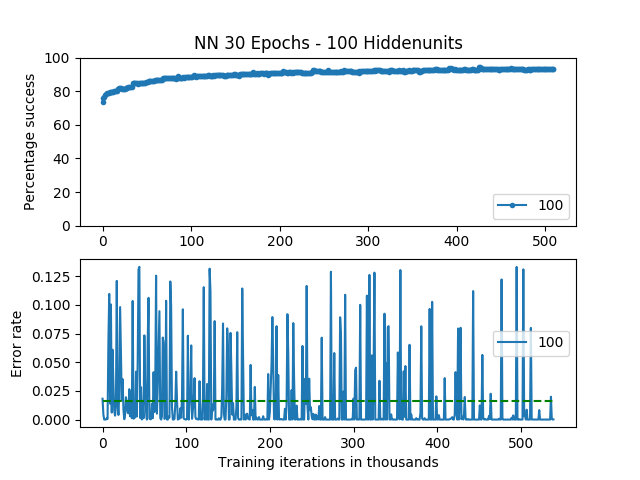 NN 30 Epochs - 100 Hiddenunits
100
80
60
40
20
0
Percentage success
0 100 200 300 400 500
100
0.125
0.100
0.075
0.050
0.025
0.000
Error rate
0 100 200 300 400 500
100
Training iterations in thousands